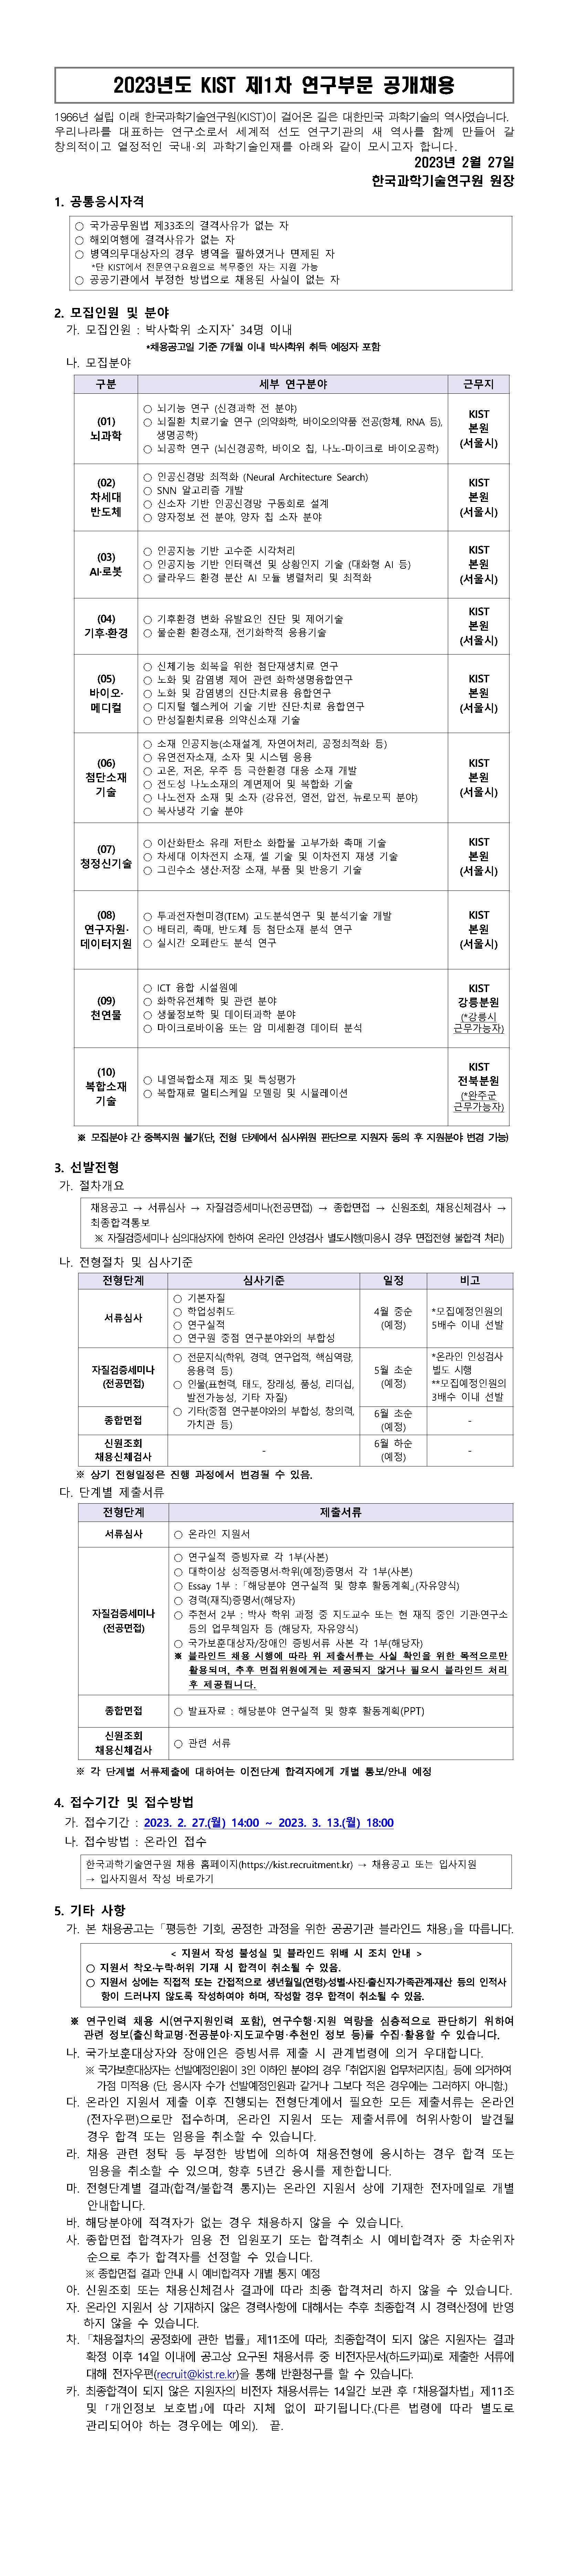 2023년도 KIST 제1차 연구부문 공개채용
1966년 설립 이래 한국과학기술연구원(KIST)이 걸어온 길은 대한민국 과학기술의 역사였습니다.
우리나라를 대표하는 연구소로서 세계적 선도 연구기관의 새 역사를 함께 만들어 갈
창의적이고 열정적인 국내·외 과학기술인재를 아래와 같이 모시고자 합니다.
2023년 2월 27일
한국과학기술연구원 원장
1. 공통응시자격
○ 국가공무원법 제33조의 결격사유가 없는 자
○ 해외여행에 결격사유가 없는 자
○ 병역의무대상자의 경우 병역을 필하였거나 면제된 자
*단 KIST에서 전문연구요원으로 복무중인 자는 지원 가능
○ 공공기관에서 부정한 방법으로 채용된 사실이 없는 자
2. 모집인원 및 분야
가. 모집인원 : 박사학위 소지자* 34명 이내
*채용공고일 기준 7개월 이내 박사학위 취득 예정자 포함
나. 모집분야
구분 세부 연구분야 근무지
(01)
뇌과학
○ 뇌기능 연구 (신경과학 전 분야)
○ 뇌질환 치료기술 연구 (의약화학, 바이오의약품 전공(항체, RNA 등),
생명공학)
○ 뇌공학 연구 (뇌신경공학, 바이오 칩, 나노-마이크로 바이오공학)
KIST
본원
(서울시)
(02)
차세대
반도체
○ 인공신경망 최적화 (Neural Architecture Search)
○ SNN 알고리즘 개발
○ 신소자 기반 인공신경망 구동회로 설계
○ 양자정보 전 분야, 양자 칩 소자 분야
KIST
본원
(서울시)
(03)
AI·로봇
○ 인공지능 기반 고수준 시각처리
○ 인공지능 기반 인터랙션 및 상황인지 기술 (대화형 AI 등)
○ 클라우드 환경 분산 AI 모듈 병렬처리 및 최적화
KIST
본원
(서울시)
(04)
기후·환경
○ 기후환경 변화 유발요인 진단 및 제어기술
○ 물순환 환경소재, 전기화학적 응용기술
KIST
본원
(서울시)
(05)
바이오·
메디컬
○ 신체기능 회복을 위한 첨단재생치료 연구
○ 노화 및 감염병 제어 관련 화학생명융합연구
○ 노화 및 감염병의 진단·치료용 융합연구
○ 디지털 헬스케어 기술 기반 진단·치료 융합연구
○ 만성질환치료용 의약신소재 기술
KIST
본원
(서울시)
(06)
첨단소재
기술
○ 소재 인공지능(소재설계, 자연어처리, 공정최적화 등)
○ 유연전자소재, 소자 및 시스템 응용
○ 고온, 저온, 우주 등 극한환경 대응 소재 개발
○ 전도성 나노소재의 계면제어 및 복합화 기술
○ 나노전자 소재 및 소자 (강유전, 열전, 압전, 뉴로모픽 분야)
○ 복사냉각 기술 분야
KIST
본원
(서울시)
(07)
청정신기술
○ 이산화탄소 유래 저탄소 화합물 고부가화 촉매 기술
○ 차세대 이차전지 소재, 셀 기술 및 이차전지 재생 기술
○ 그린수소 생산·저장 소재, 부품 및 반응기 기술
KIST
본원
(서울시)
(08)
연구자원·
데이터지원
○ 투과전자현미경(TEM) 고도분석연구 및 분석기술 개발
○ 배터리, 촉매, 반도체 등 첨단소재 분석 연구
○ 실시간 오페란도 분석 연구
KIST
본원
(서울시)
(09)
천연물
○ ICT 융합 시설원예
○ 화학유전체학 및 관련 분야
○ 생물정보학 및 데이터과학 분야
○ 마이크로바이옴 또는 암 미세환경 데이터 분석
KIST
강릉분원
(*강릉시
근무가능자)
(10)
복합소재
기술
○ 내열복합소재 제조 및 특성평가
○ 복합재료 멀티스케일 모델링 및 시뮬레이션
KIST
전북분원
(*완주군
근무가능자)
※ 모집분야 간 중복지원 불가(단, 전형 단계에서 심사위원 판단으로 지원자 동의 후 지원분야 변경 가능)
3. 선발전형
가. 절차개요
채용공고 → 서류심사 → 자질검증세미나(전공면접) → 종합면접 → 신원조회, 채용신체검사 →
최종합격통보
※ 자질검증세미나 심의대상자에 한하여 온라인 인성검사 별도시행(미응시 경우 면접전형 불합격 처리)
나. 전형절차 및 심사기준
전형단계 심사기준 일정 비고
서류심사
○ 기본자질
○ 학업성취도
○ 연구실적
○ 연구원 중점 연구분야와의 부합성
4월 중순
(예정)
*모집예정인원의
5배수 이내 선발
자질검증세미나
(전공면접)
○ 전문지식(학위, 경력, 연구업적, 핵심역량,
응용력 등)
○ 인물(표현력, 태도, 장래성, 품성, 리더십,
발전가능성, 기타 자질)
○ 기타(중점 연구분야와의 부합성, 창의력,
가치관 등)
5월 초순
(예정)
*온라인 인성검사
별도 시행
**모집예정인원의
3배수 이내 선발
종합면접
6월 초순
(예정)
-
신원조회
채용신체검사
-
6월 하순
(예정)
-
※ 상기 전형일정은 진행 과정에서 변경될 수 있음.
다. 단계별 제출서류
전형단계 제출서류
서류심사 ○ 온라인 지원서
자질검증세미나
(전공면접)
○ 연구실적 증빙자료 각 1부(사본)
○ 대학이상 성적증명서·학위(예정)증명서 각 1부(사본)
○ Essay 1부 : 「해당분야 연구실적 및 향후 활동계획」(자유양식)
○ 경력(재직)증명서(해당자)
○ 추천서 2부 : 박사 학위 과정 중 지도교수 또는 현 재직 중인 기관·연구소
등의 업무책임자 등 (해당자, 자유양식)
○ 국가보훈대상자/장애인 증빙서류 사본 각 1부(해당자)
※ 블라인드 채용 시행에 따라 위 제출서류는 사실 확인을 위한 목적으로만
활용되며, 추후 면접위원에게는 제공되지 않거나 필요시 블라인드 처리
후 제공됩니다.
종합면접 ○ 발표자료 : 해당분야 연구실적 및 향후 활동계획(PPT)
신원조회
채용신체검사
○ 관련 서류
※ 각 단계별 서류제출에 대하여는 이전단계 합격자에게 개별 통보/안내 예정
4. 접수기간 및 접수방법
가. 접수기간 : 2023. 2. 27.(월) 14:00 ~ 2023. 3. 13.(월) 18:00
나. 접수방법 : 온라인 접수
한국과학기술연구원 채용 홈페이지(https://kist.recruitment.kr) → 채용공고 또는 입사지원
→ 입사지원서 작성 바로가기
5. 기타 사항
가. 본 채용공고는 「평등한 기회, 공정한 과정을 위한 공공기관 블라인드 채용」을 따릅니다.
< 지원서 작성 불성실 및 블라인드 위배 시 조치 안내 >
○ 지원서 착오·누락·허위 기재 시 합격이 취소될 수 있음.
○ 지원서 상에는 직접적 또는 간접적으로 생년월일(연령)·성별·사진·출신지·가족관계·재산 등의 인적사
항이 드러나지 않도록 작성하여야 하며, 작성할 경우 합격이 취소될 수 있음.
※ 연구인력 채용 시(연구지원인력 포함), 연구수행·지원 역량을 심층적으로 판단하기 위하여
관련 정보(출신학교명·전공분야·지도교수명·추천인 정보 등)를 수집·활용할 수 있습니다.
나. 국가보훈대상자와 장애인은 증빙서류 제출 시 관계법령에 의거 우대합니다.
※ 국가보훈대상자는 선발예정인원이 3인 이하인 분야의 경우 「취업지원 업무처리지침」 등에 의거하여
가점 미적용 (단, 응시자 수가 선발예정인원과 같거나 그보다 적은 경우에는 그러하지 아니함.)
다. 온라인 지원서 제출 이후 진행되는 전형단계에서 필요한 모든 제출서류는 온라인
(전자우편)으로만 접수하며, 온라인 지원서 또는 제출서류에 허위사항이 발견될
경우 합격 또는 임용을 취소할 수 있습니다.
라. 채용 관련 청탁 등 부정한 방법에 의하여 채용전형에 응시하는 경우 합격 또는
임용을 취소할 수 있으며, 향후 5년간 응시를 제한합니다.
마. 전형단계별 결과(합격/불합격 통지)는 온라인 지원서 상에 기재한 전자메일로 개별
안내합니다.
바. 해당분야에 적격자가 없는 경우 채용하지 않을 수 있습니다.
사. 종합면접 합격자가 임용 전 입원포기 또는 합격취소 시 예비합격자 중 차순위자
순으로 추가 합격자를 선정할 수 있습니다.
※ 종합면접 결과 안내 시 예비합격자 개별 통지 예정
아. 신원조회 또는 채용신체검사 결과에 따라 최종 합격처리 하지 않을 수 있습니다.
자. 온라인 지원서 상 기재하지 않은 경력사항에 대해서는 추후 최종합격 시 경력산정에 반영
하지 않을 수 있습니다.
차. 「채용절차의 공정화에 관한 법률」 제11조에 따라, 최종합격이 되지 않은 지원자는 결과
확정 이후 14일 이내에 공고상 요구된 채용서류 중 비전자문서(하드카피)로 제출한 서류에
대해 전자우편(recruit@kist.re.kr)을 통해 반환청구를 할 수 있습니다.
카. 최종합격이 되지 않은 지원자의 비전자 채용서류는 14일간 보관 후 「채용절차법」 제11조
및 「개인정보 보호법」에 따라 지체 없이 파기됩니다.(다른 법령에 따라 별도로
관리되어야 하는 경우에는 예외). 끝.